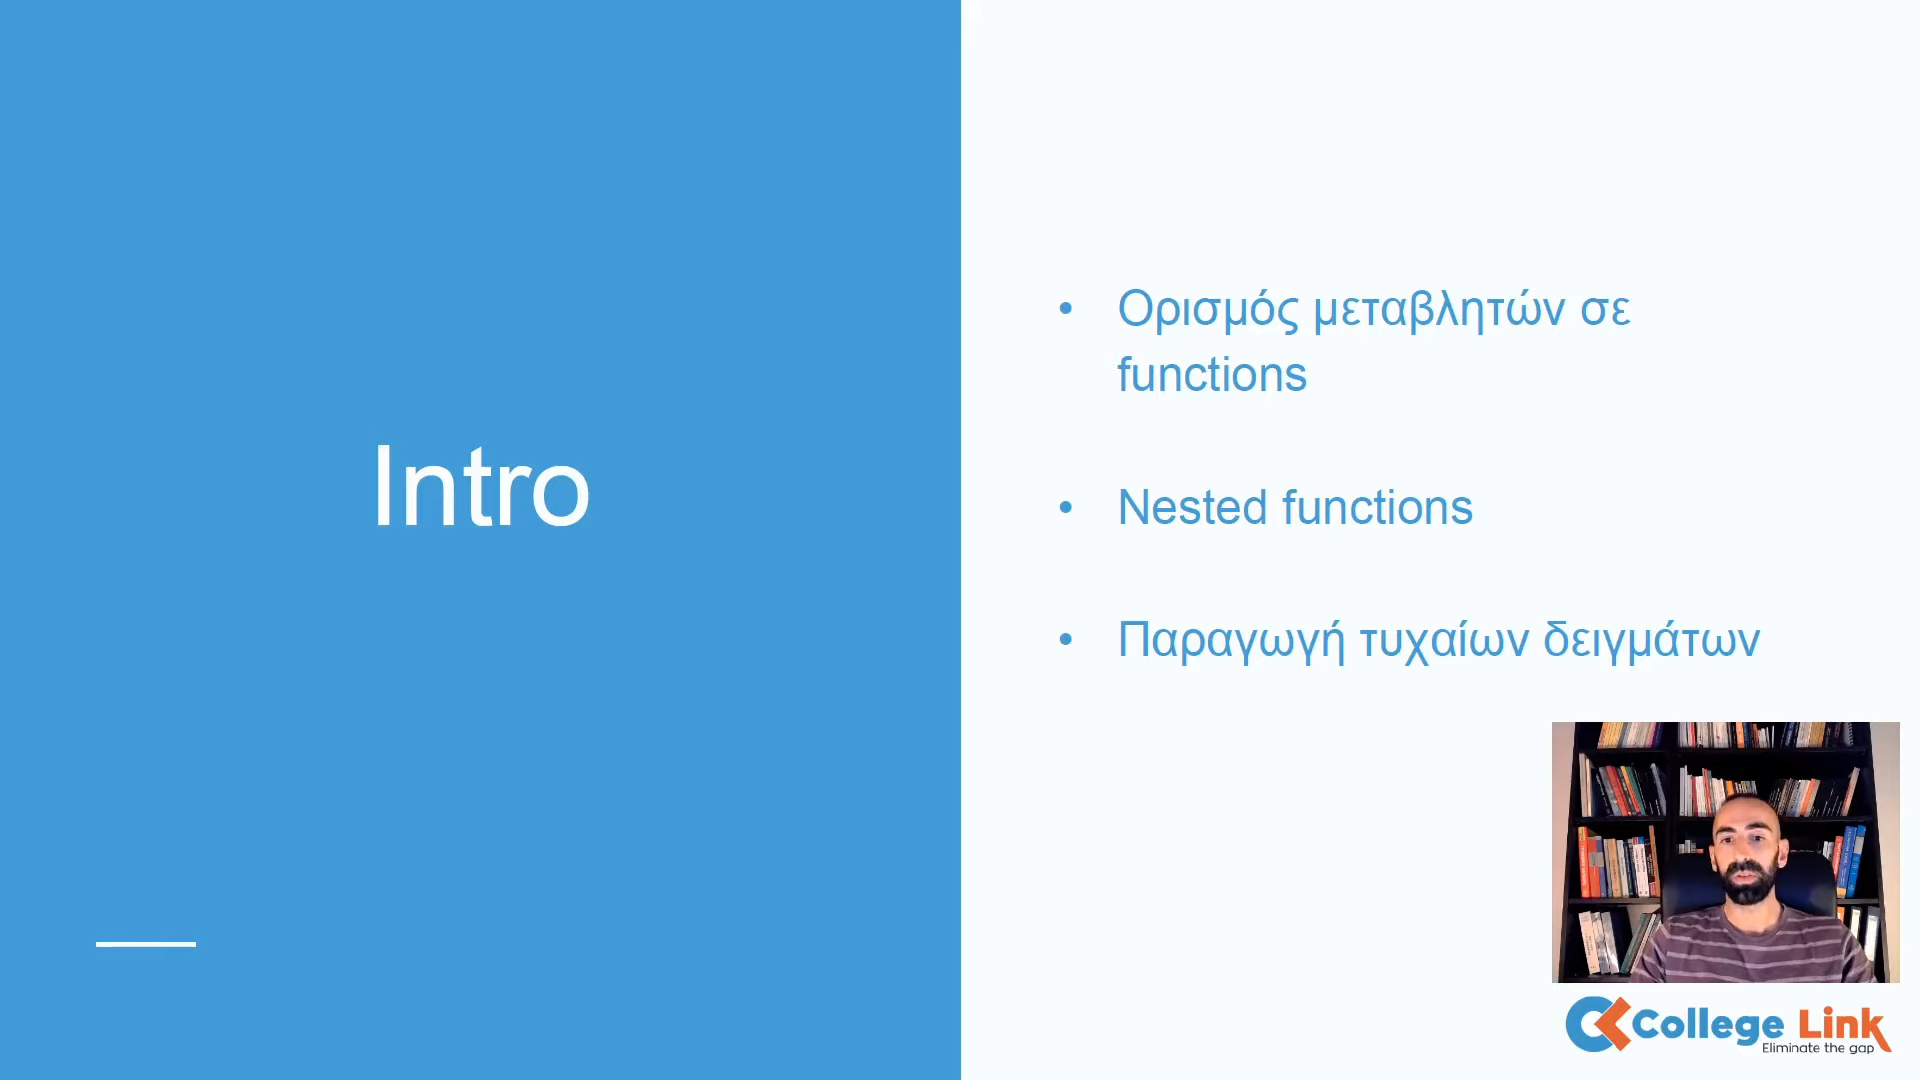 Intro
• Ορισμός μεταβλητών σε
functions
• Nested functions
• Παραγωγή τυχαίων δειγμάτων
College Link
Eliminate the gap